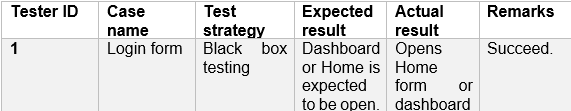 Tester ID Case name Test strategy Expected result Actual result Remarks
1 Login form Black box testing Dashboard or Home is expected to be open. Opens Home form or dashboard Succeed.